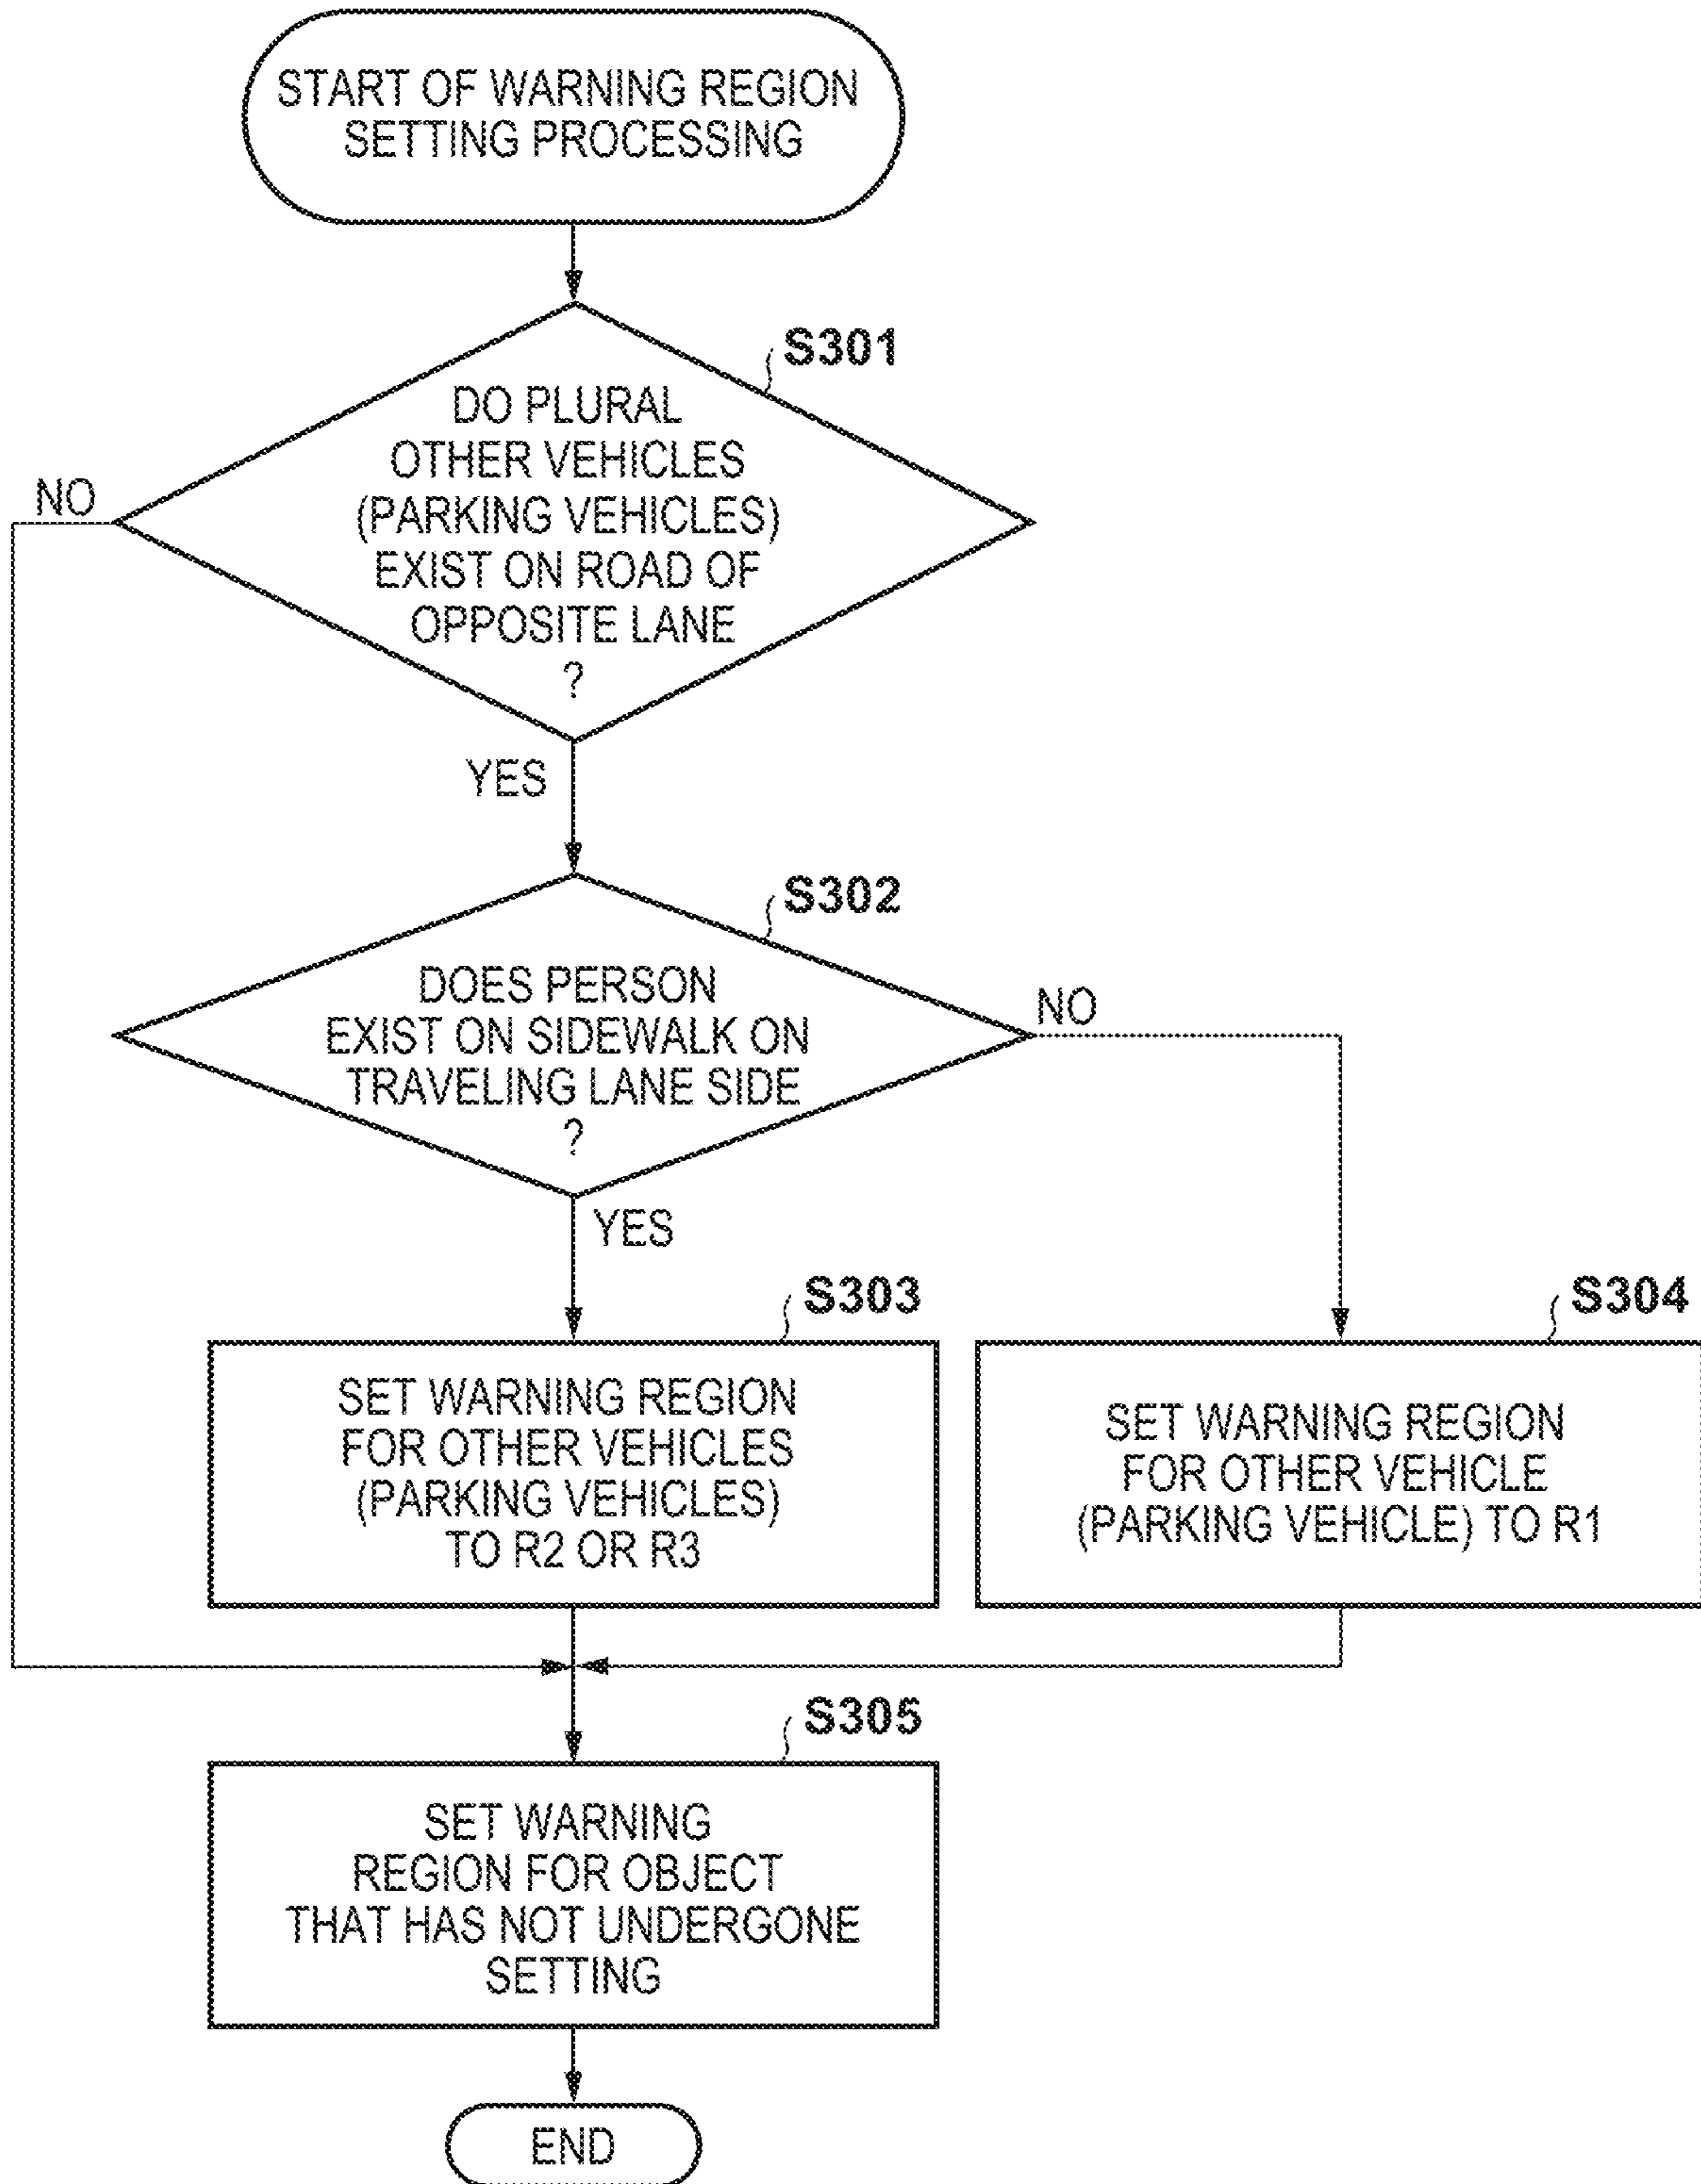 START OF WARNING REGION
SETTING PROCESSING
S301
DO PLURAL
OTHER VEHICLES
(PARKING VEHICLES)
EXIST ON ROAD OF
OPPOSITE LANE
?
NO
YES
S302
DOES PERSON
EXIST ON SIDEWALK ON
TRAVELING LANE SIDE
?
NO
YES
S303
SET WARNING REGION
FOR OTHER VEHICLES
(PARKING VEHICLES)
TO R2 OR R3
S304
SET WARNING REGION
FOR OTHER VEHICLE
(PARKING VEHICLE) TO R1
S305
SET WARNING
REGION FOR OBJECT
THAT HAS NOT UNDERGONE
SETTING
END